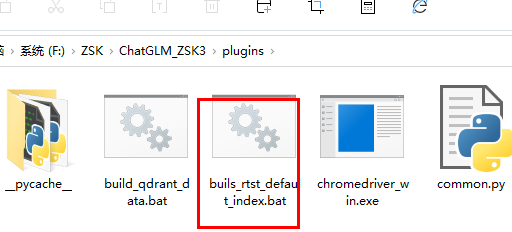 系统 (F:) › ZSK › ChatGLM_ZSK3 › plugins ›
__pycache__
build_qdrant_d
ata.bat
buils_rtst_defau
t_index.bat
chromedriver_w
in.exe
common.py